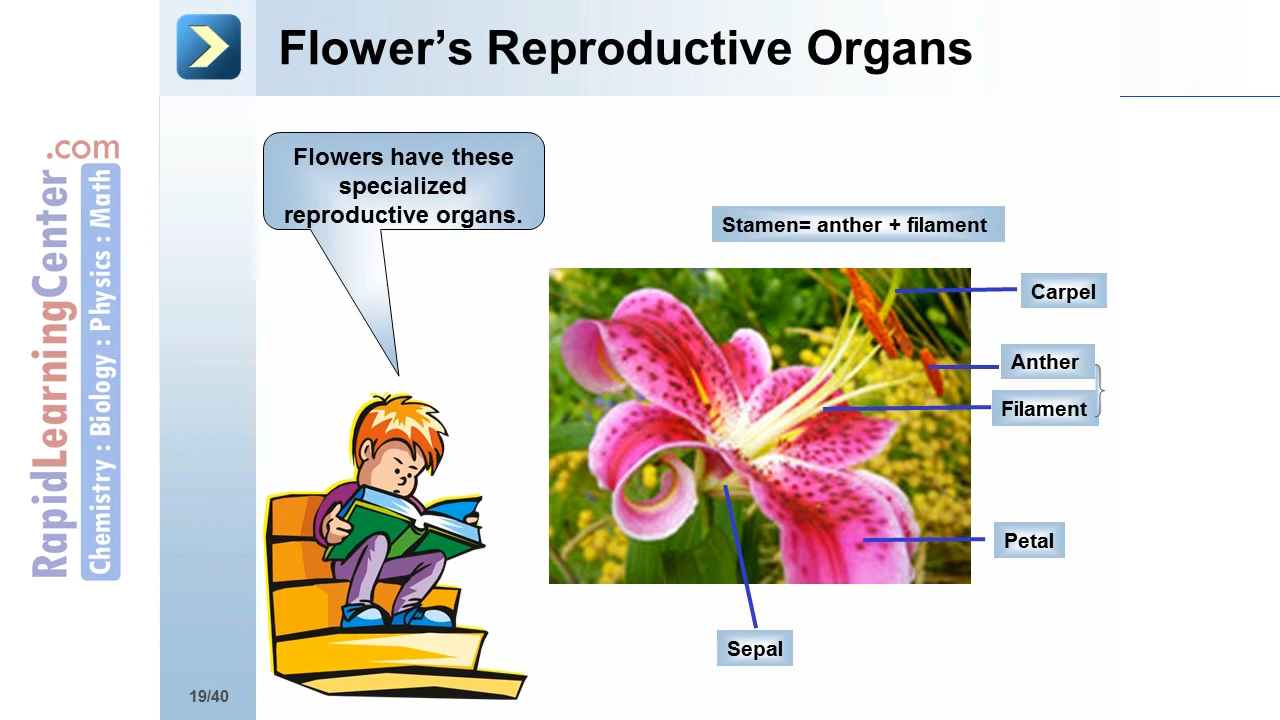 Flower’s Reproductive Organs
.com
RapidLearningCenter
Chemistry : Biology : Physics : Math
Flowers have these
specialized
reproductive organs.
Stamen= anther + filament
Carpel
Anther
Filament
Petal
Sepal
19/40